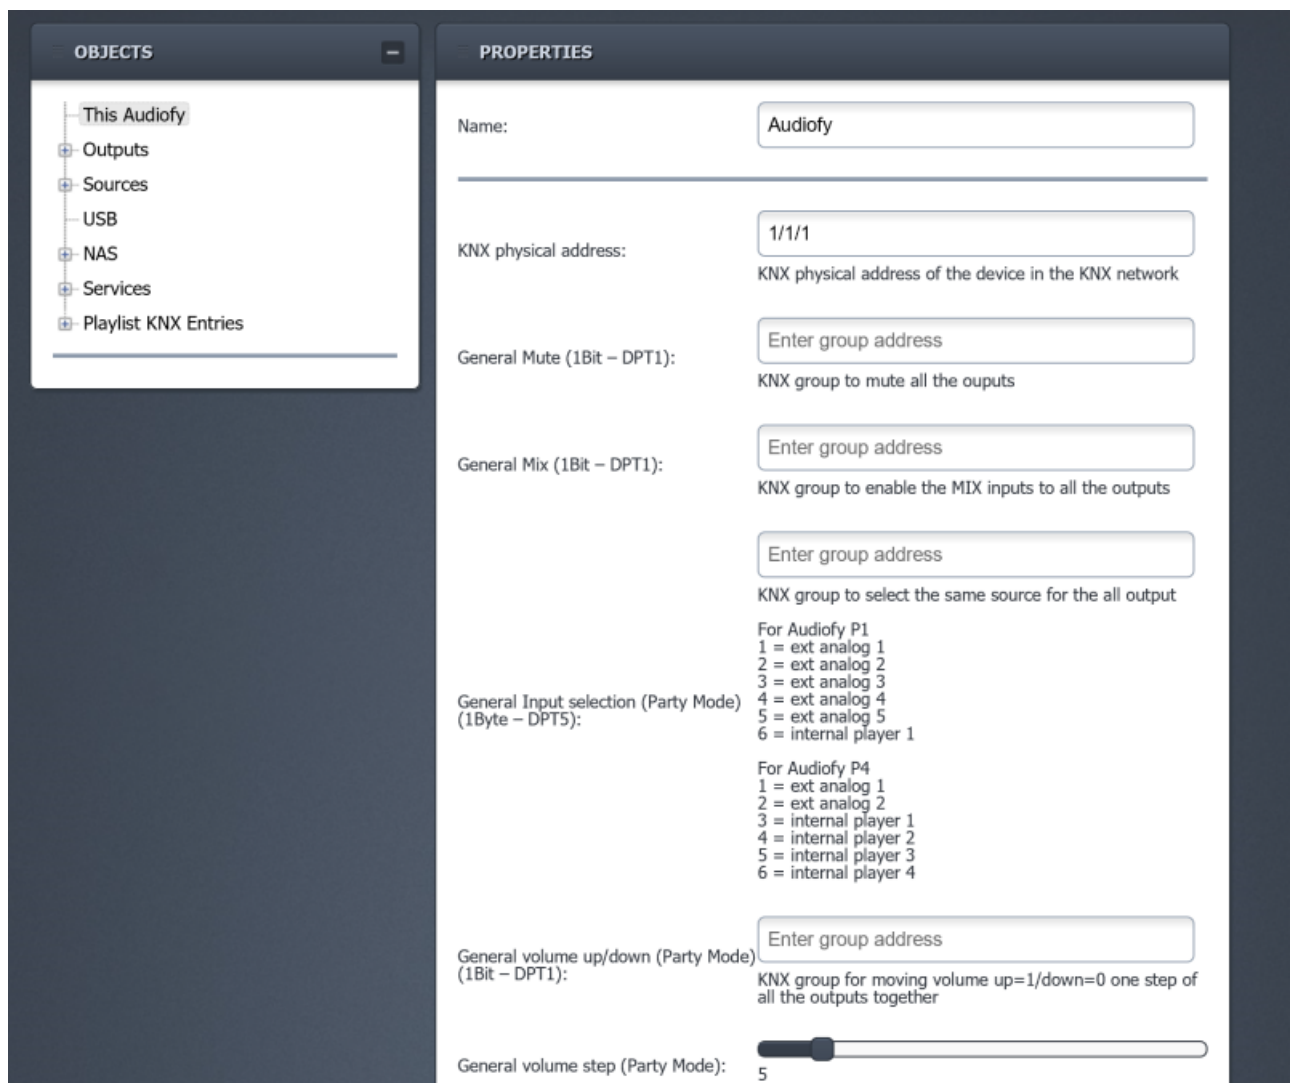 OBJECTS
This Audiofy
Outputs
Sources
USB
NAS
Services
Playlist KNX Entries
PROPERTIES
Name:
Audiofy
KNX physical address:
1/1/1
KNX physical address of the device in the KNX network
General Mute (1Bit – DPT1):
Enter group address
KNX group to mute all the ouputs
General Mix (1Bit – DPT1):
Enter group address
KNX group to enable the MIX inputs to all the outputs
General Input selection (Party Mode)
(1Byte – DPT5):
Enter group address
KNX group to select the same source for the all output
For Audiofy P1
1 = ext analog 1
2 = ext analog 2
3 = ext analog 3
4 = ext analog 4
5 = ext analog 5
6 = internal player 1
For Audiofy P4
1 = ext analog 1
2 = ext analog 2
3 = internal player 1
4 = internal player 2
5 = internal player 3
6 = internal player 4
General volume up/down (Party Mode)
(1Bit – DPT1):
Enter group address
KNX group for moving volume up=1/down=0 one step of
all the outputs together
General volume step (Party Mode):
5